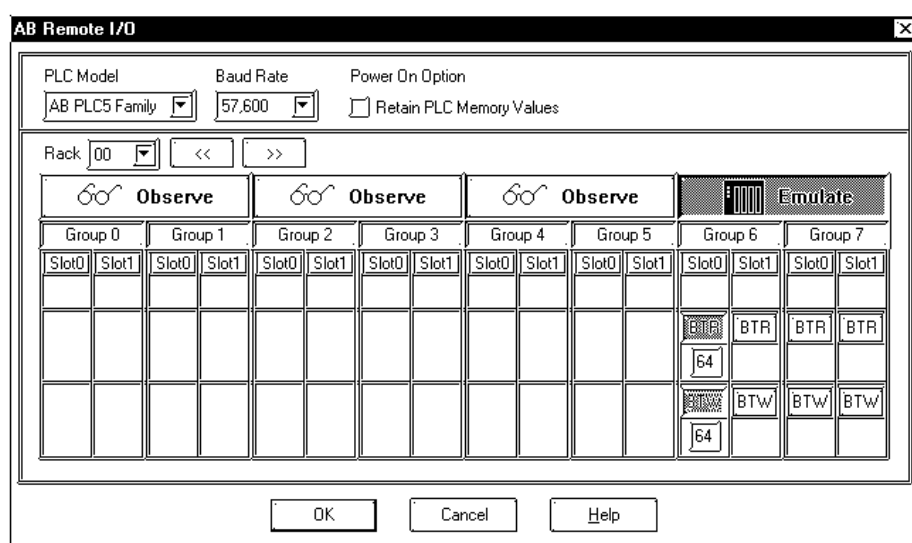 AB Remote I/O
PLC Model Baud Rate Power On Option
AB PLC5 Family 57,600 Retain PLC Memory Values
Rack 00 << >>
Observe Observe Observe Emulate
Group 0 Group 1 Group 2 Group 3 Group 4 Group 5 Group 6 Group 7
Slot0 Slot1 Slot0 Slot1 Slot0 Slot1 Slot0 Slot1 Slot0 Slot1 Slot0 Slot1 Slot0 Slot1 Slot0 Slot1
BTR BTR BTR BTR
64
BTW BTW BTW BTW
64
OK Cancel Help